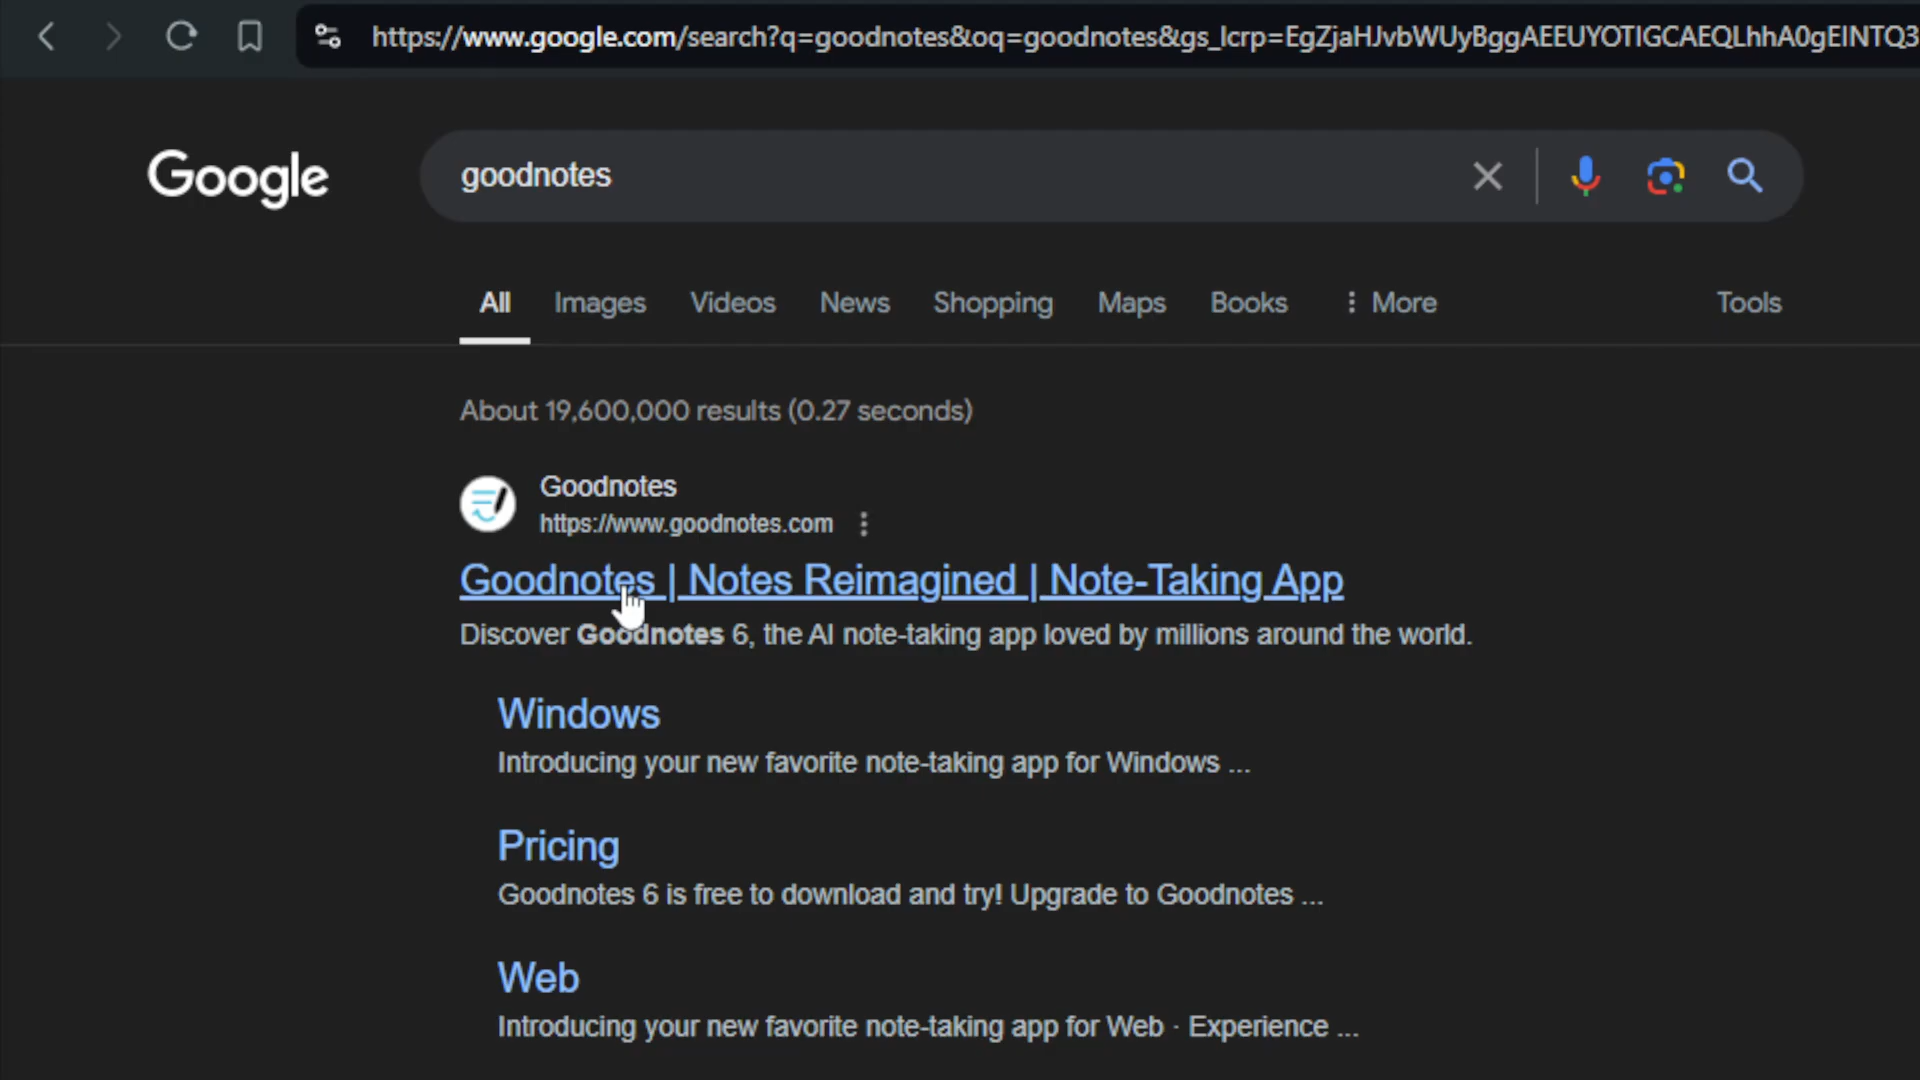 https://www.google.com/search?q=goodnotes&oq=goodnotes&gs_lcrp=EgZjaHJvbWUyBggAEEUYOTIGCAEQLhhA0gEINTQ3
Google
goodnotes
All Images Videos News Shopping Maps Books More Tools
About 19,600,000 results (0.27 seconds)
Goodnotes
https://www.goodnotes.com
Goodnotes | Notes Reimagined | Note-Taking App
Discover Goodnotes 6, the AI note-taking app loved by millions around the world.
Windows
Introducing your new favorite note-taking app for Windows ...
Pricing
Goodnotes 6 is free to download and try! Upgrade to Goodnotes ...
Web
Introducing your new favorite note-taking app for Web · Experience ...